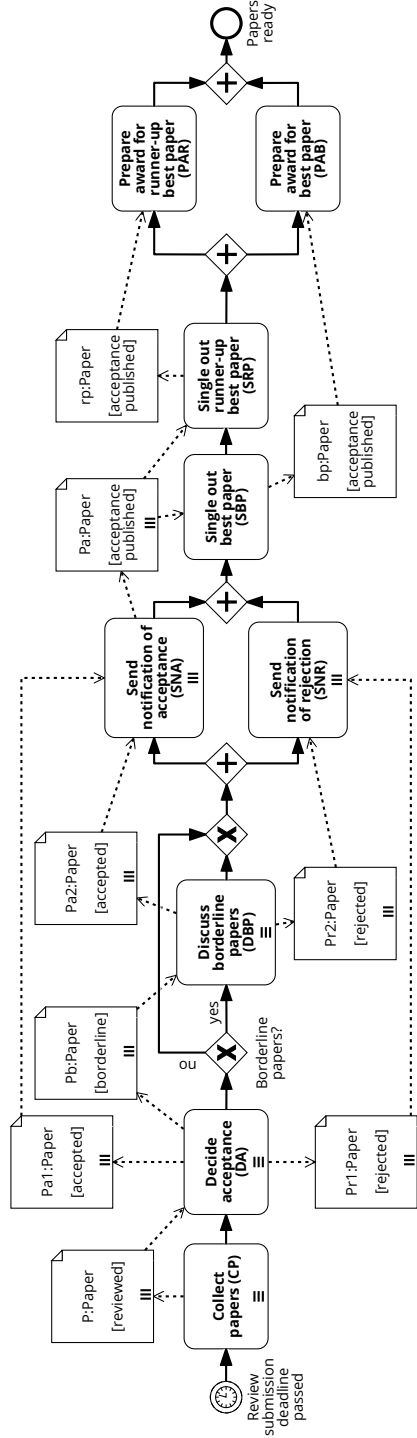 Review
submission
deadline
passed
Collect
papers (CP)
P:Paper
[reviewed]
Decide
acceptance
(DA)
Pa1:Paper
[accepted]
Pr1:Paper
[rejected]
Pb:Paper
[borderline]
Borderline
papers?
no
yes
Discuss
borderline
papers
(DBP)
Pa2:Paper
[accepted]
Pr2:Paper
[rejected]
Send
notification of
acceptance
(SNA)
Send
notification
of rejection
(SNR)
Pa:Paper
[acceptance
published]
Single out
best paper
(SBP)
bp:Paper
[acceptance
published]
Single out
runner-up
best paper
(SRP)
rp:Paper
[acceptance
published]
Prepare
award for
runner-up
best paper
(PAR)
Prepare
award for
best paper
(PAB)
Papers
ready